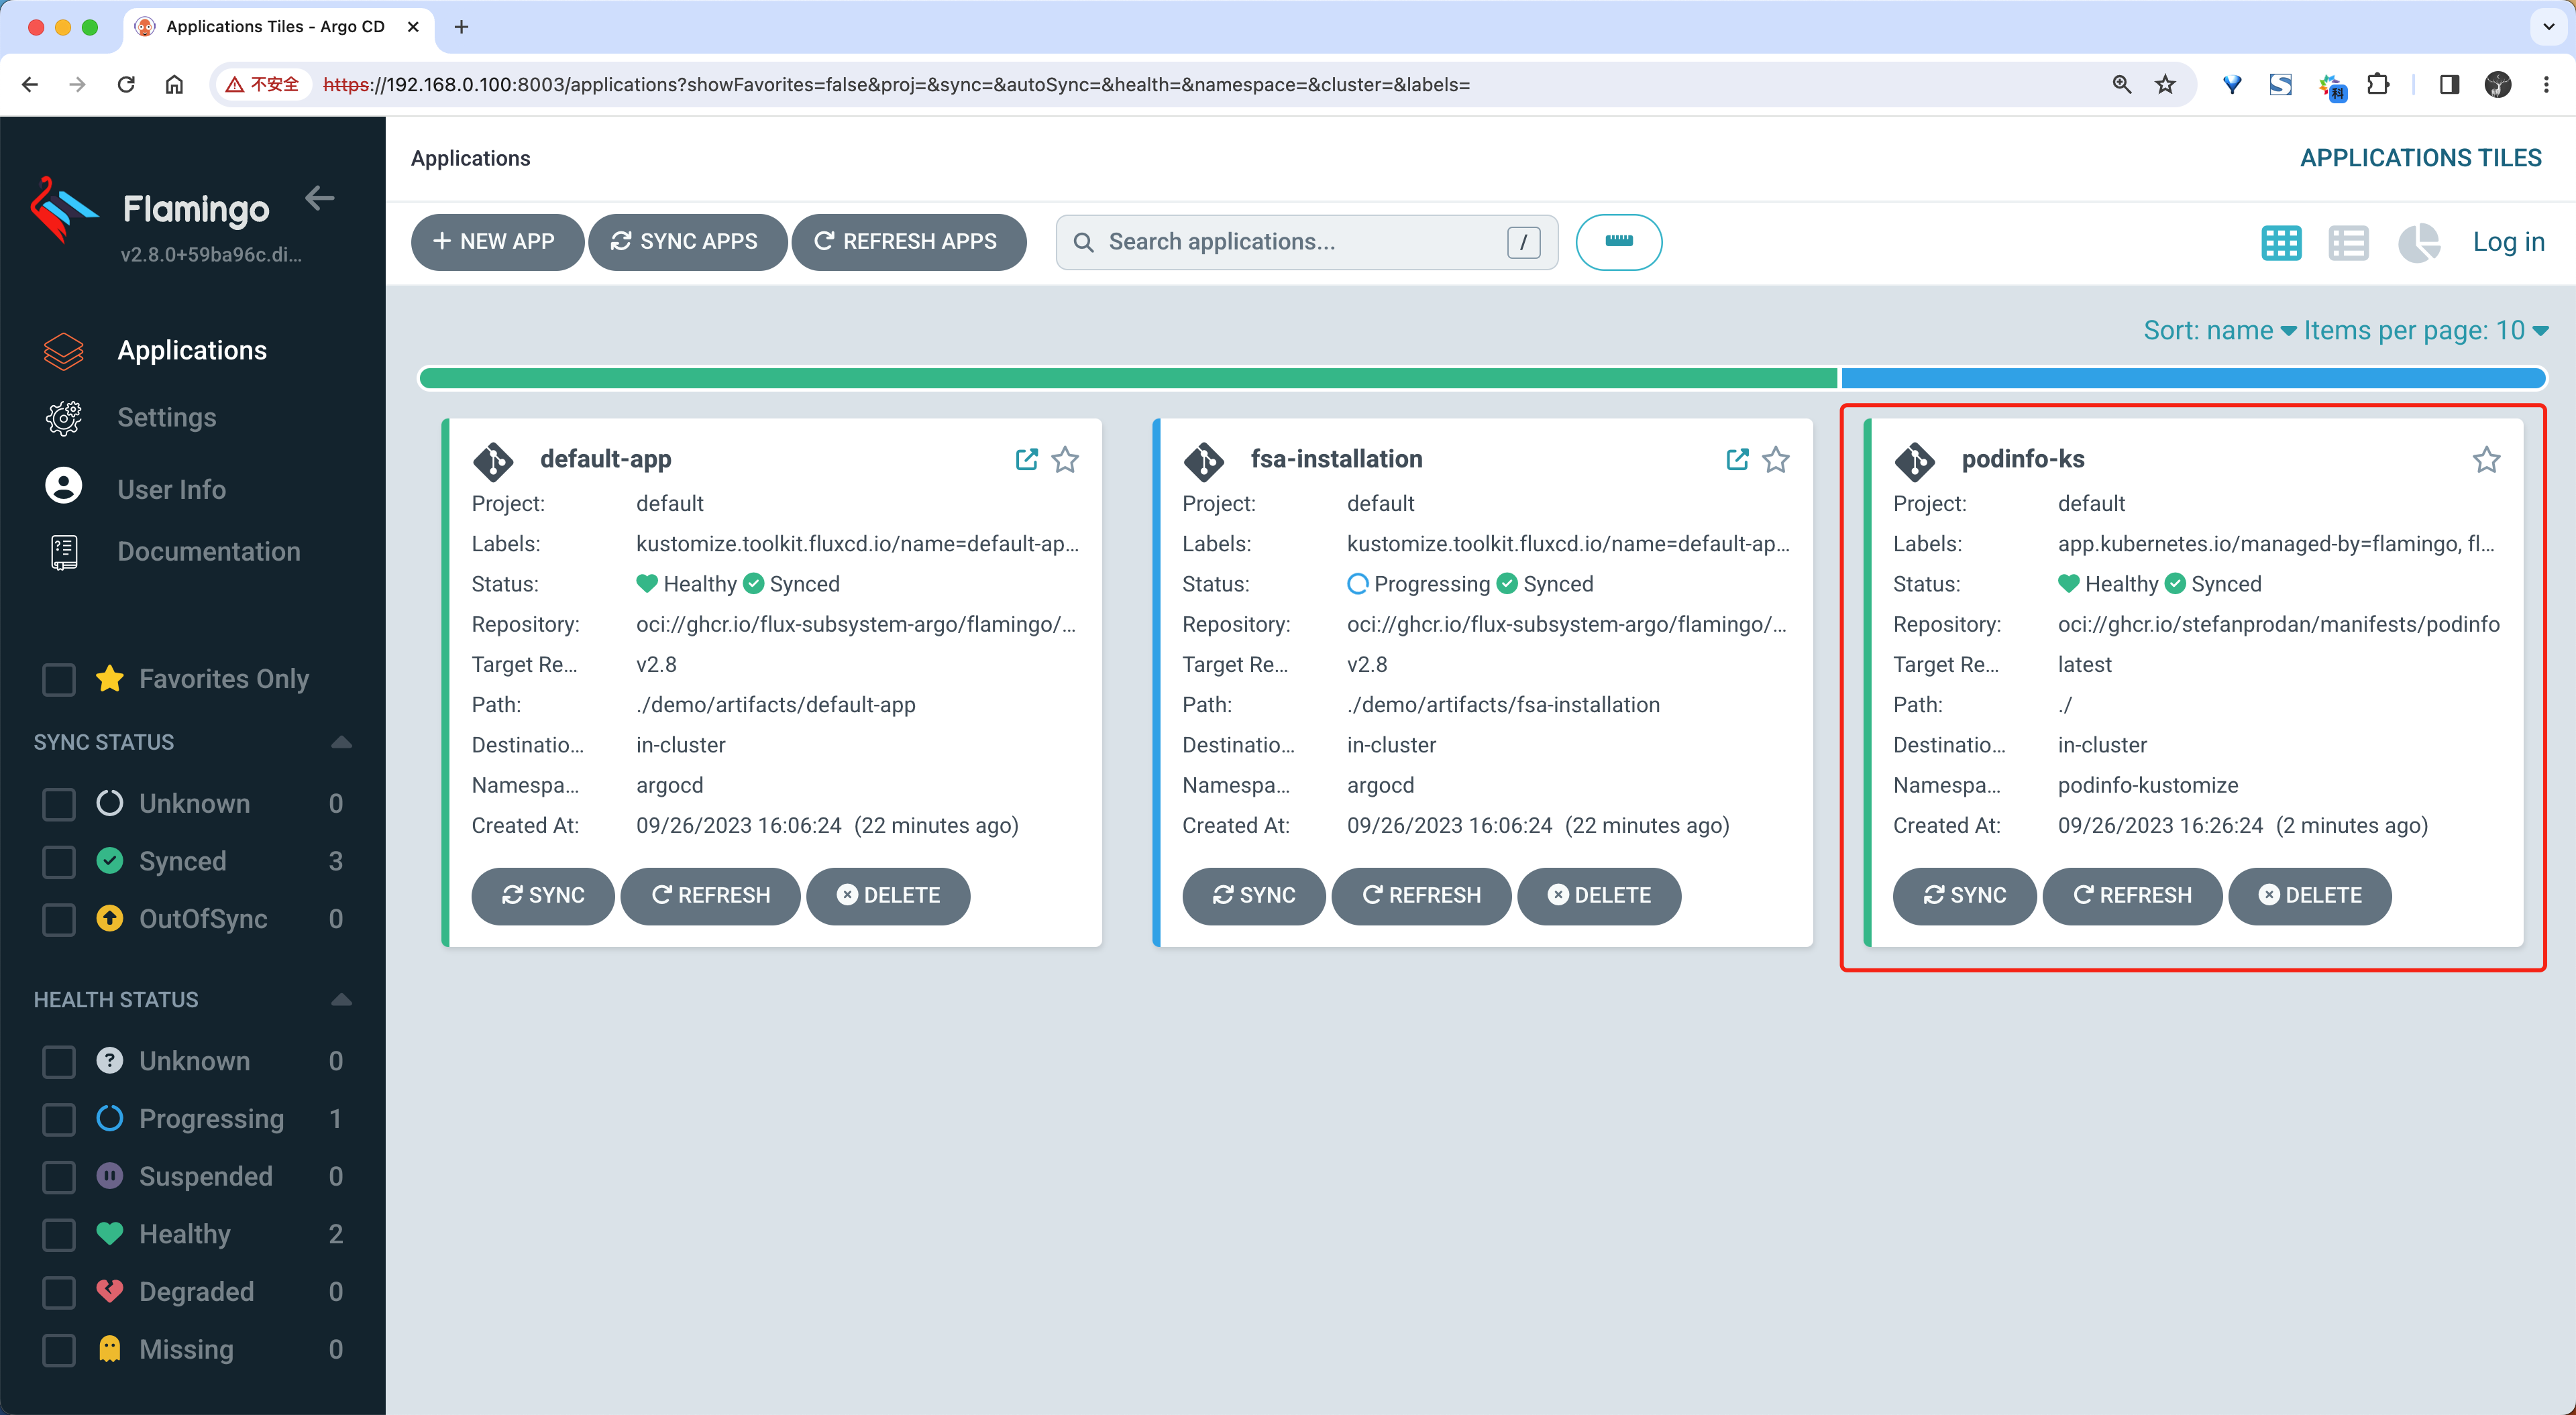 Applications Tiles - Argo CD
不安全 https://192.168.0.100:8003/applications?showFavorites=false&proj=&sync=&autoSync=&health=&namespace=&cluster=&labels=
科
Flamingo
v2.8.0+59ba96c.di...
Applications
Settings
User Info
Documentation
Favorites Only
SYNC STATUS
Unknown 0
Synced 3
OutOfSync 0
HEALTH STATUS
Unknown 0
Progressing 1
Suspended 0
Healthy 2
Degraded 0
Missing 0
Applications
APPLICATIONS TILES
+ NEW APP SYNC APPS REFRESH APPS Search applications... / Log in
Sort: name Items per page: 10
default-app
Project: default
Labels: kustomize.toolkit.fluxcd.io/name=default-ap...
Status: Healthy Synced
Repository: oci://ghcr.io/flux-subsystem-argo/flamingo/...
Target Re... v2.8
Path: ./demo/artifacts/default-app
Destinatio... in-cluster
Namespa... argocd
Created At: 09/26/2023 16:06:24 (22 minutes ago)
SYNC REFRESH DELETE
fsa-installation
Project: default
Labels: kustomize.toolkit.fluxcd.io/name=default-ap...
Status: Progressing Synced
Repository: oci://ghcr.io/flux-subsystem-argo/flamingo/...
Target Re... v2.8
Path: ./demo/artifacts/fsa-installation
Destinatio... in-cluster
Namespa... argocd
Created At: 09/26/2023 16:06:24 (22 minutes ago)
SYNC REFRESH DELETE
podinfo-ks
Project: default
Labels: app.kubernetes.io/managed-by=flamingo, fl...
Status: Healthy Synced
Repository: oci://ghcr.io/stefanprodan/manifests/podinfo
Target Re... latest
Path: ./
Destinatio... in-cluster
Namespa... podinfo-kustomize
Created At: 09/26/2023 16:26:24 (2 minutes ago)
SYNC REFRESH DELETE